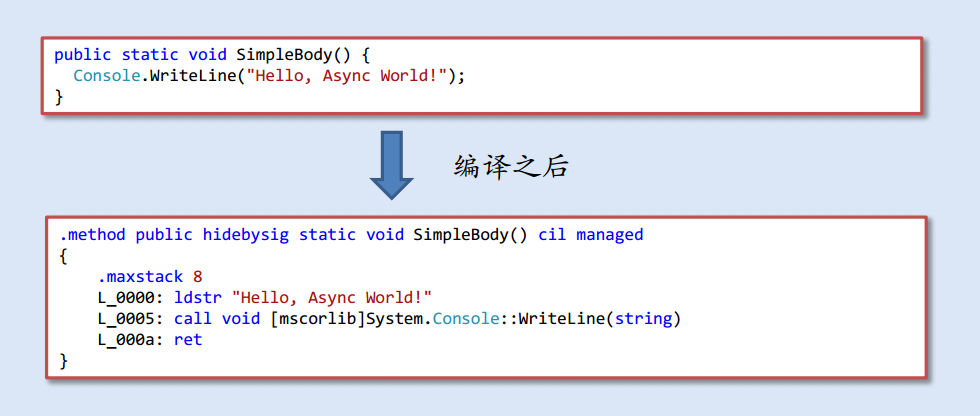 public static void SimpleBody() {
  Console.WriteLine("Hello, Async World!");
}
编译之后
.method public hidebysig static void SimpleBody() cil managed
{
    .maxstack 8
    L_0000: ldstr "Hello, Async World!"
    L_0005: call void [mscorlib]System.Console::WriteLine(string)
    L_000a: ret
}